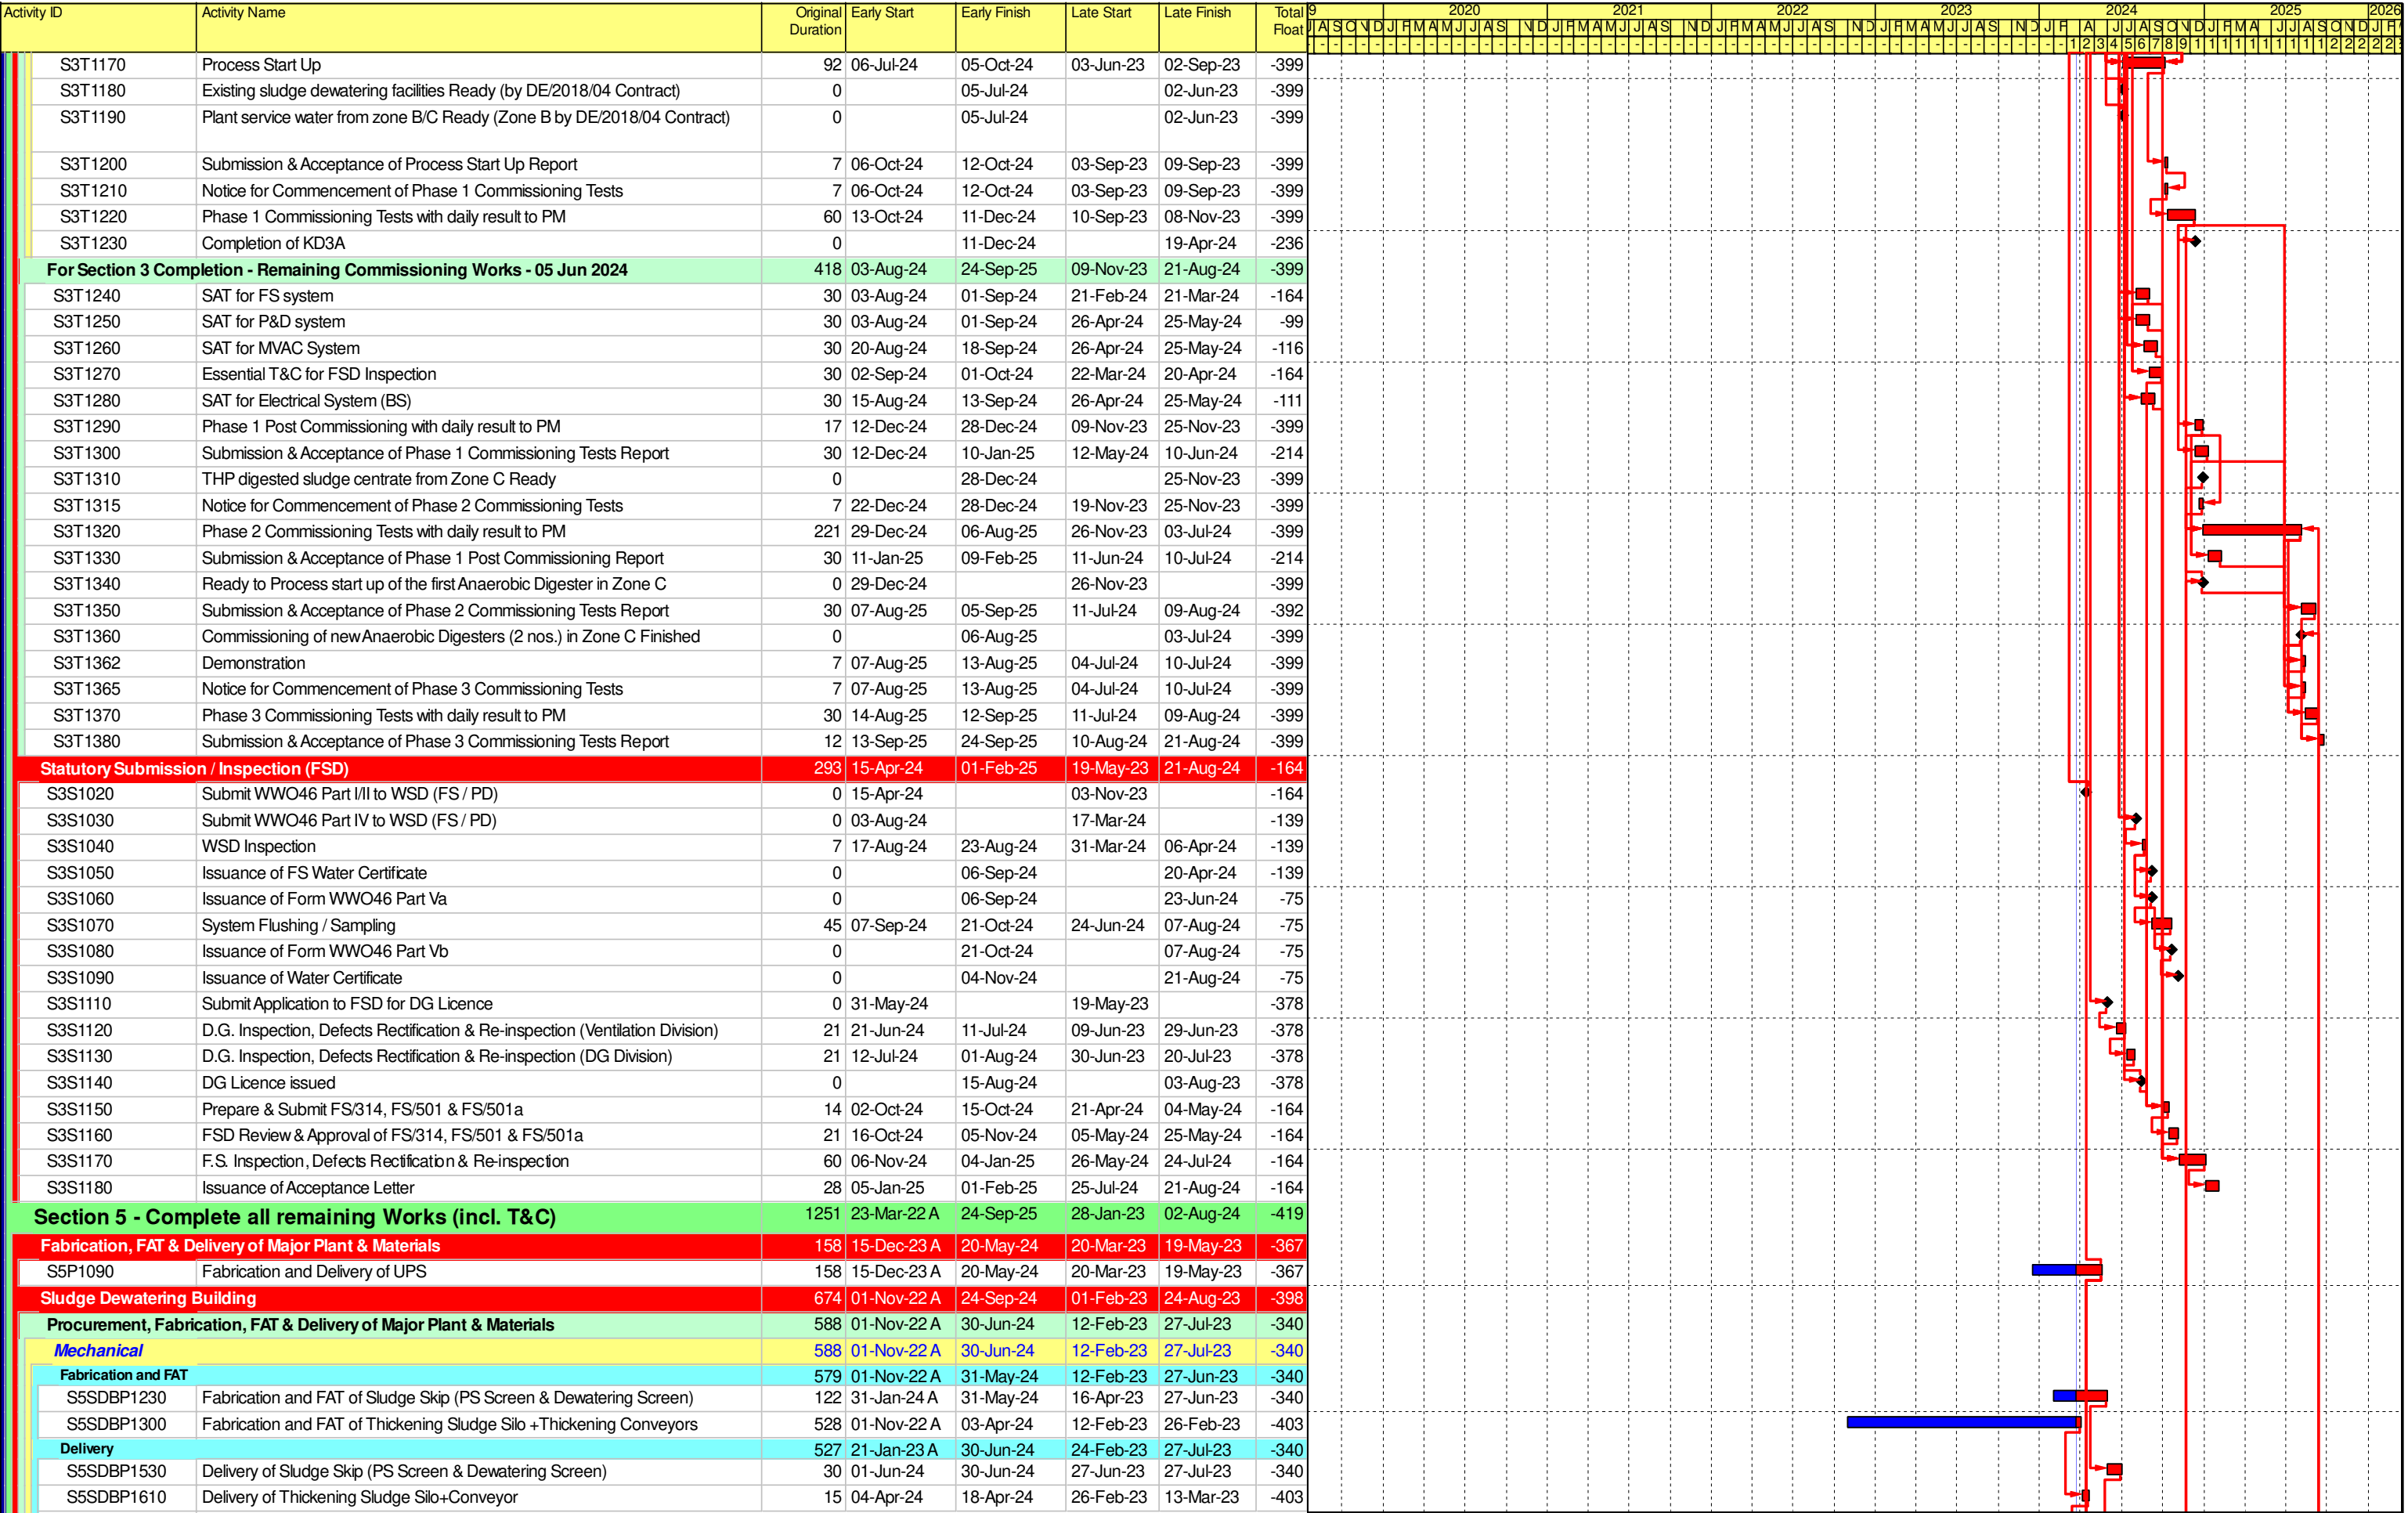 Activity ID Activity Name Original Duration Early Start Early Finish Late Start Late Finish Total Float
9 2020 2021 2022 2023 2024 2025 2026
S3T1170 Process Start Up 92 06-Jul-24 05-Oct-24 03-Jun-23 02-Sep-23 -399
S3T1180 Existing sludge dewatering facilities Ready (by DE/2018/04 Contract) 0 05-Jul-24 02-Jun-23 -399
S3T1190 Plant service water from zone B/C Ready (Zone B by DE/2018/04 Contract) 0 05-Jul-24 02-Jun-23 -399
S3T1200 Submission & Acceptance of Process Start Up Report 7 06-Oct-24 12-Oct-24 03-Sep-23 09-Sep-23 -399
S3T1210 Notice for Commencement of Phase 1 Commissioning Tests 7 06-Oct-24 12-Oct-24 03-Sep-23 09-Sep-23 -399
S3T1220 Phase 1 Commissioning Tests with daily result to PM 60 13-Oct-24 11-Dec-24 10-Sep-23 08-Nov-23 -399
S3T1230 Completion of KD3A 0 11-Dec-24 19-Apr-24 -236
For Section 3 Completion - Remaining Commissioning Works - 05 Jun 2024 418 03-Aug-24 24-Sep-25 09-Nov-23 21-Aug-24 -399
S3T1240 SAT for FS system 30 03-Aug-24 01-Sep-24 21-Feb-24 21-Mar-24 -164
S3T1250 SAT for P&D system 30 03-Aug-24 01-Sep-24 26-Apr-24 25-May-24 -99
S3T1260 SAT for MVAC System 30 20-Aug-24 18-Sep-24 26-Apr-24 25-May-24 -116
S3T1270 Essential T&C for FSD Inspection 30 02-Sep-24 01-Oct-24 22-Mar-24 20-Apr-24 -164
S3T1280 SAT for Electrical System (BS) 30 15-Aug-24 13-Sep-24 26-Apr-24 25-May-24 -111
S3T1290 Phase 1 Post Commissioning with daily result to PM 17 12-Dec-24 28-Dec-24 09-Nov-23 25-Nov-23 -399
S3T1300 Submission & Acceptance of Phase 1 Commissioning Tests Report 30 12-Dec-24 10-Jan-25 12-May-24 10-Jun-24 -214
S3T1310 THP digested sludge centrate from Zone C Ready 0 28-Dec-24 25-Nov-23 -399
S3T1315 Notice for Commencement of Phase 2 Commissioning Tests 7 22-Dec-24 28-Dec-24 19-Nov-23 25-Nov-23 -399
S3T1320 Phase 2 Commissioning Tests with daily result to PM 221 29-Dec-24 06-Aug-25 26-Nov-23 03-Jul-24 -399
S3T1330 Submission & Acceptance of Phase 1 Post Commissioning Report 30 11-Jan-25 09-Feb-25 11-Jun-24 10-Jul-24 -214
S3T1340 Ready to Process start up of the first Anaerobic Digester in Zone C 0 29-Dec-24 26-Nov-23 -399
S3T1350 Submission & Acceptance of Phase 2 Commissioning Tests Report 30 07-Aug-25 05-Sep-25 11-Jul-24 09-Aug-24 -392
S3T1360 Commissioning of new Anaerobic Digesters (2 nos.) in Zone C Finished 0 06-Aug-25 03-Jul-24 -399
S3T1362 Demonstration 7 07-Aug-25 13-Aug-25 04-Jul-24 10-Jul-24 -399
S3T1365 Notice for Commencement of Phase 3 Commissioning Tests 7 07-Aug-25 13-Aug-25 04-Jul-24 10-Jul-24 -399
S3T1370 Phase 3 Commissioning Tests with daily result to PM 30 14-Aug-25 12-Sep-25 11-Jul-24 09-Aug-24 -399
S3T1380 Submission & Acceptance of Phase 3 Commissioning Tests Report 12 13-Sep-25 24-Sep-25 10-Aug-24 21-Aug-24 -399
Statutory Submission / Inspection (FSD) 293 15-Apr-24 01-Feb-25 19-May-23 21-Aug-24 -164
S3S1020 Submit WWO46 Part I/II to WSD (FS / PD) 0 15-Apr-24 03-Nov-23 -164
S3S1030 Submit WWO46 Part IV to WSD (FS / PD) 0 03-Aug-24 17-Mar-24 -139
S3S1040 WSD Inspection 7 17-Aug-24 23-Aug-24 31-Mar-24 06-Apr-24 -139
S3S1050 Issuance of FS Water Certificate 0 06-Sep-24 20-Apr-24 -139
S3S1060 Issuance of Form WWO46 Part Va 0 06-Sep-24 23-Jun-24 -75
S3S1070 System Flushing / Sampling 45 07-Sep-24 21-Oct-24 24-Jun-24 07-Aug-24 -75
S3S1080 Issuance of Form WWO46 Part Vb 0 21-Oct-24 07-Aug-24 -75
S3S1090 Issuance of Water Certificate 0 04-Nov-24 21-Aug-24 -75
S3S1110 Submit Application to FSD for DG Licence 0 31-May-24 19-May-23 -378
S3S1120 D.G. Inspection, Defects Rectification & Re-inspection (Ventilation Division) 21 21-Jun-24 11-Jul-24 09-Jun-23 29-Jun-23 -378
S3S1130 D.G. Inspection, Defects Rectification & Re-inspection (DG Division) 21 12-Jul-24 01-Aug-24 30-Jun-23 20-Jul-23 -378
S3S1140 DG Licence issued 0 15-Aug-24 03-Aug-23 -378
S3S1150 Prepare & Submit FS/314, FS/501 & FS/501a 14 02-Oct-24 15-Oct-24 21-Apr-24 04-May-24 -164
S3S1160 FSD Review & Approval of FS/314, FS/501 & FS/501a 21 16-Oct-24 05-Nov-24 05-May-24 25-May-24 -164
S3S1170 F.S. Inspection, Defects Rectification & Re-inspection 60 06-Nov-24 04-Jan-25 26-May-24 24-Jul-24 -164
S3S1180 Issuance of Acceptance Letter 28 05-Jan-25 01-Feb-25 25-Jul-24 21-Aug-24 -164
Section 5 - Complete all remaining Works (incl. T&C) 1251 23-Mar-22 A 24-Sep-25 28-Jan-23 02-Aug-24 -419
Fabrication, FAT & Delivery of Major Plant & Materials 158 15-Dec-23 A 20-May-24 20-Mar-23 19-May-23 -367
S5P1090 Fabrication and Delivery of UPS 158 15-Dec-23 A 20-May-24 20-Mar-23 19-May-23 -367
Sludge Dewatering Building 674 01-Nov-22 A 24-Sep-24 01-Feb-23 24-Aug-23 -398
Procurement, Fabrication, FAT & Delivery of Major Plant & Materials 588 01-Nov-22 A 30-Jun-24 12-Feb-23 27-Jul-23 -340
Mechanical 588 01-Nov-22 A 30-Jun-24 12-Feb-23 27-Jul-23 -340
Fabrication and FAT 579 01-Nov-22 A 31-May-24 12-Feb-23 27-Jun-23 -340
S5SDBP1230 Fabrication and FAT of Sludge Skip (PS Screen & Dewatering Screen) 122 31-Jan-24 A 31-May-24 16-Apr-23 27-Jun-23 -340
S5SDBP1300 Fabrication and FAT of Thickening Sludge Silo +Thickening Conveyors 528 01-Nov-22 A 03-Apr-24 12-Feb-23 26-Feb-23 -403
Delivery 527 21-Jan-23 A 30-Jun-24 24-Feb-23 27-Jul-23 -340
S5SDBP1530 Delivery of Sludge Skip (PS Screen & Dewatering Screen) 30 01-Jun-24 30-Jun-24 27-Jun-23 27-Jul-23 -340
S5SDBP1610 Delivery of Thickening Sludge Silo+Conveyor 15 04-Apr-24 18-Apr-24 26-Feb-23 13-Mar-23 -403